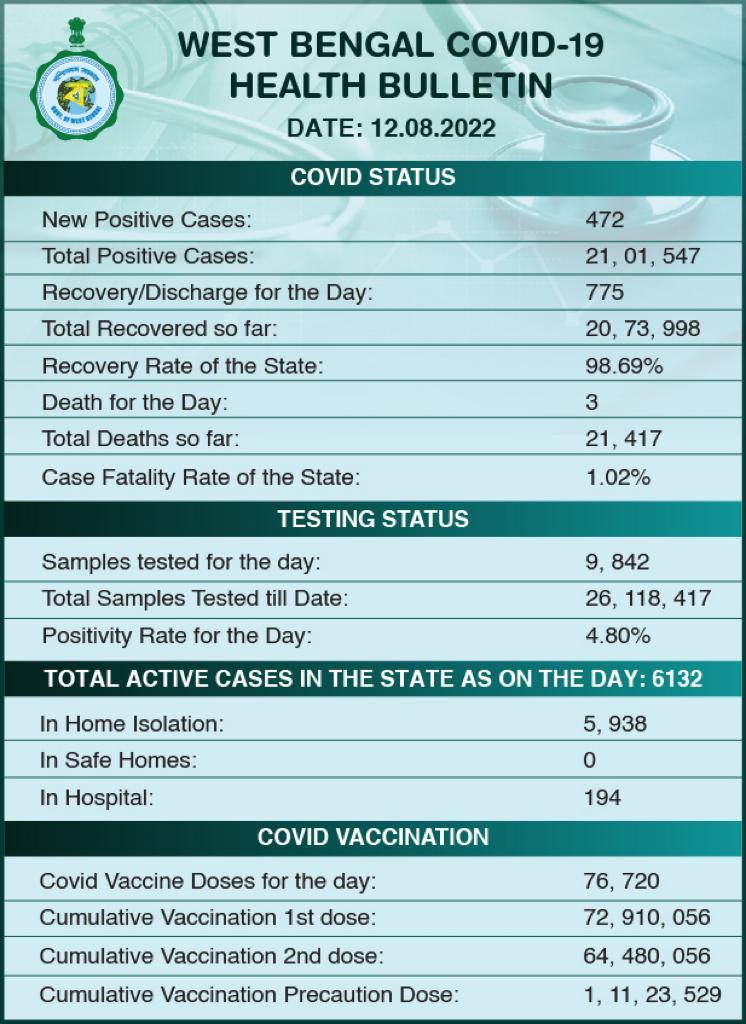 WEST BENGAL COVID-19
HEALTH BULLETIN
DATE: 12.08.2022
GOVT. OF WEST BENGAL
COVID STATUS
New Positive Cases: 472
Total Positive Cases: 21, 01, 547
Recovery/Discharge for the Day: 775
Total Recovered so far: 20, 73, 998
Recovery Rate of the State: 98.69%
Death for the Day: 3
Total Deaths so far: 21, 417
Case Fatality Rate of the State: 1.02%
TESTING STATUS
Samples tested for the day: 9, 842
Total Samples Tested till Date: 26, 118, 417
Positivity Rate for the Day: 4.80%
TOTAL ACTIVE CASES IN THE STATE AS ON THE DAY: 6132
In Home Isolation: 5, 938
In Safe Homes: 0
In Hospital: 194
COVID VACCINATION
Covid Vaccine Doses for the day: 76, 720
Cumulative Vaccination 1st dose: 72, 910, 056
Cumulative Vaccination 2nd dose: 64, 480, 056
Cumulative Vaccination Precaution Dose: 1, 11, 23, 529